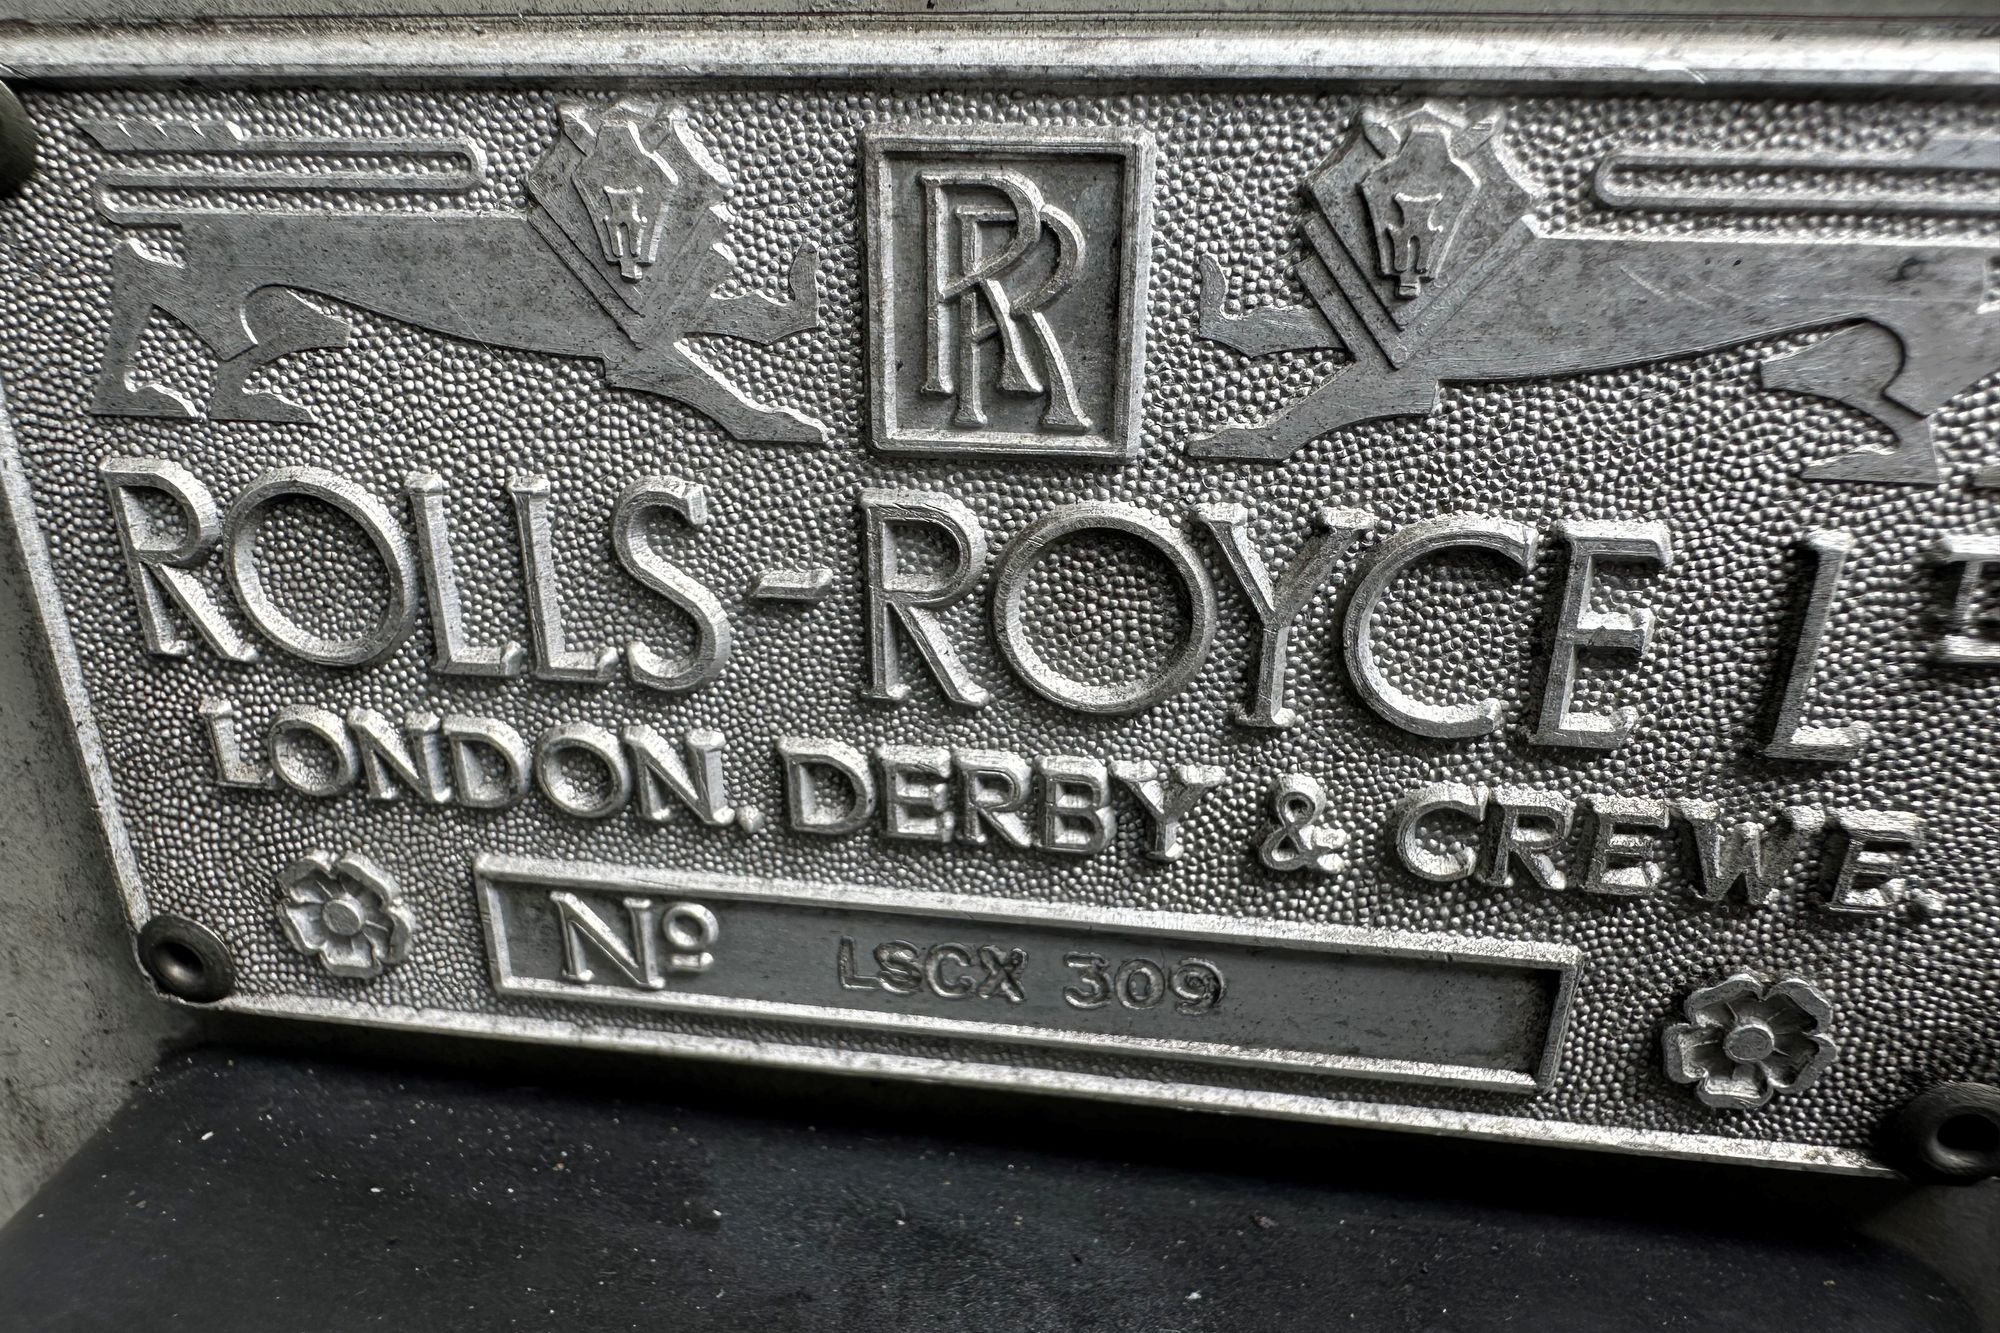 RR
ROLLS-ROYCE L
LONDON. DERBY & CREWE.
Nº LSCX 309